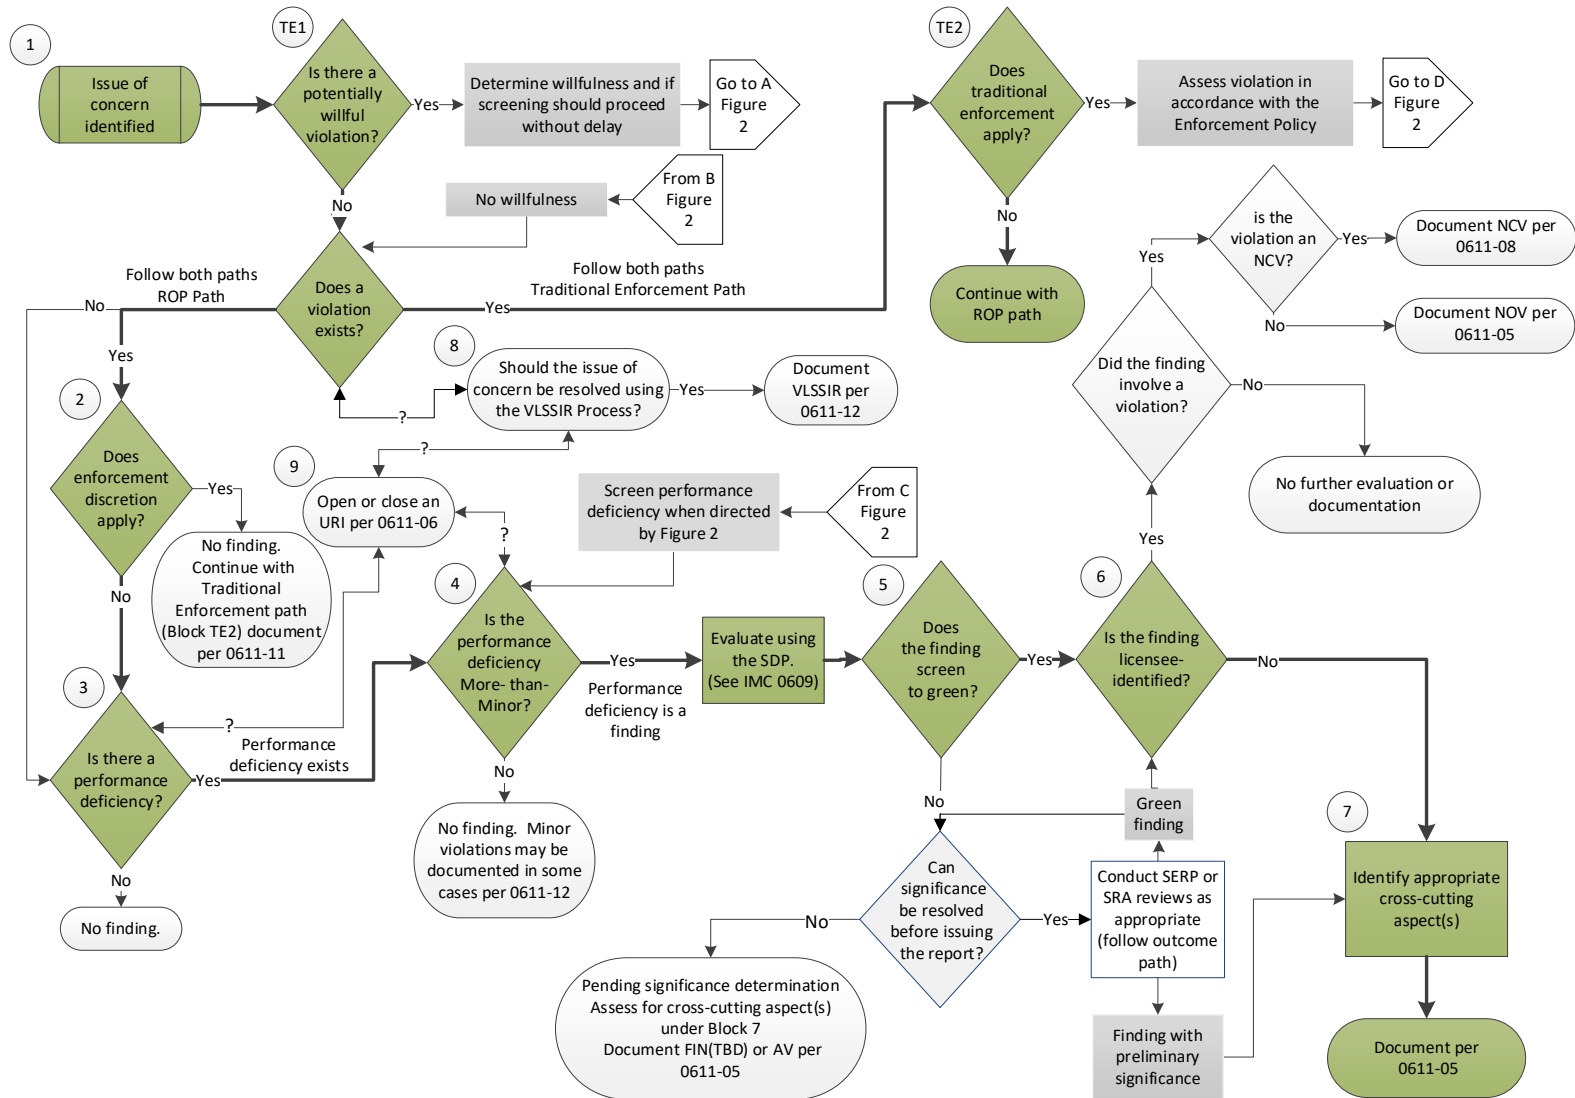 1
Issue of
concern
identified
TE1
Is there a
potentially
willful
violation?
Yes
Determine willfulness and if
screening should proceed
without delay
Go to A
Figure
2
No
No willfulness
From B
Figure
2
TE2
Does
traditional
enforcement
apply?
Yes
Assess violation in
accordance with the
Enforcement Policy
Go to D
Figure
2
No
Continue with
ROP path
Follow both paths
ROP Path
No
Does a
violation
exists?
Follow both paths
Traditional Enforcement Path
Yes
Yes
is the
violation an
NCV?
Yes
Document NCV per
0611-08
No
Document NOV per
0611-05
Yes
8
Should the issue of
concern be resolved using
the VLSSIR Process?
Yes
Document
VLSSIR per
0611-12
?
Did the finding
involve a
violation?
No
No further evaluation or
documentation
Yes
2
Does
enforcement
discretion
apply?
Yes
No finding.
Continue with
Traditional
Enforcement path
(Block TE2) document
per 0611-11
No
9
Open or close an
URI per 0611-06
?
?
?
Screen performance
deficiency when directed
by Figure 2
From C
Figure
2
3
Is there a
performance
deficiency?
Yes
Performance
deficiency exists
No
No finding.
4
Is the
performance
deficiency
More- than-
Minor?
Yes
Performance
deficiency is a
finding
No
No finding.  Minor
violations may be
documented in some
cases per 0611-12
Evaluate using
the SDP.
(See IMC 0609)
5
Does
the finding
screen
to green?
Yes
No
6
Is the finding
licensee-
identified?
No
Green
finding
Can
significance
be resolved
before issuing
the report?
No
Yes
Conduct SERP or
SRA reviews as
appropriate
(follow outcome
path)
Pending significance determination
Assess for cross-cutting aspect(s)
under Block 7
Document FIN(TBD) or AV per
0611-05
Finding with
preliminary
significance
7
Identify appropriate
cross-cutting
aspect(s)
Document per
0611-05